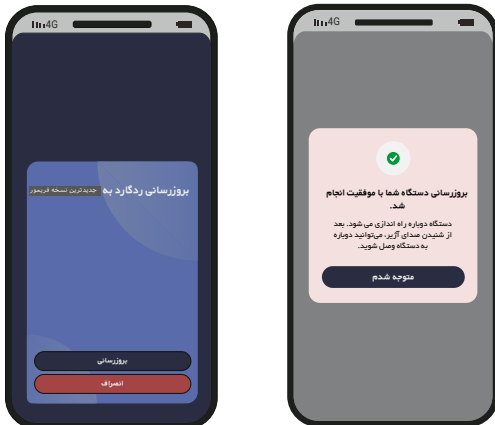 4G
بروزرسانی ردگارد به جدیدترین نسخه فریمور
بروزرسانی
انصراف
4G
بروزرسانی دستگاه شما با موفقیت انجام
شد.
دستگاه دوباره راه اندازی می شود. بعد
از شنیدن صدای آژیر، می‌توانید دوباره
به دستگاه وصل شوید.
متوجه شدم